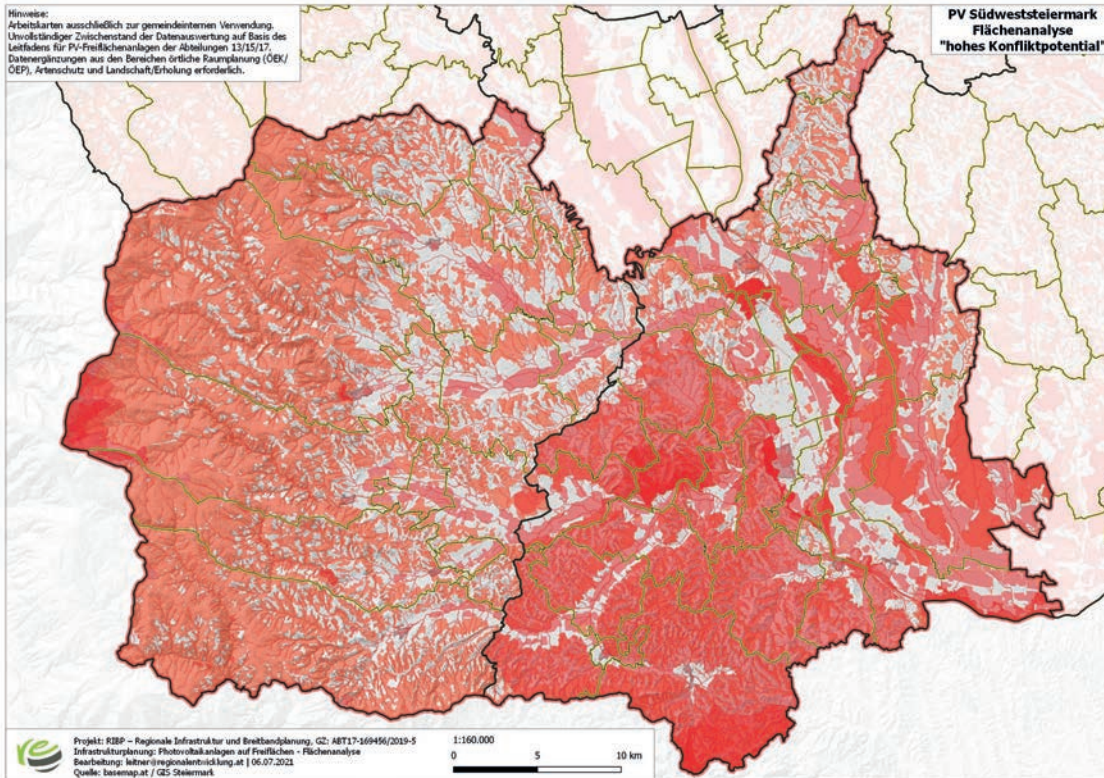 Hinweise:
Arbeitskarten ausschließlich zur gemeindeinternen Verwendung.
Unvollständiger Zwischenstand der Datenauswertung auf Basis des
Leitfadens für PV-Freiflächenanlagen der Abteilungen 13/15/17.
Datenergänzungen aus den Bereichen örtliche Raumplanung (ÖEK/
ÖEP), Artenschutz und Landschaft/Erholung erforderlich.
PV Südweststeiermark
Flächenanalyse
"hohes Konfliktpotential"
re
Projekt: RIBP – Regionale Infrastruktur und Breitbandplanung, GZ: ABT17-169456/2019-5
Infrastrukturplanung: Photovoltaikanlagen auf Freiflächen - Flächenanalyse
Bearbeitung: leitner@regionalentwicklung.at | 06.07.2021
Quelle: basemap.at / GIS Steiermark
1:160.000
0 5 10 km